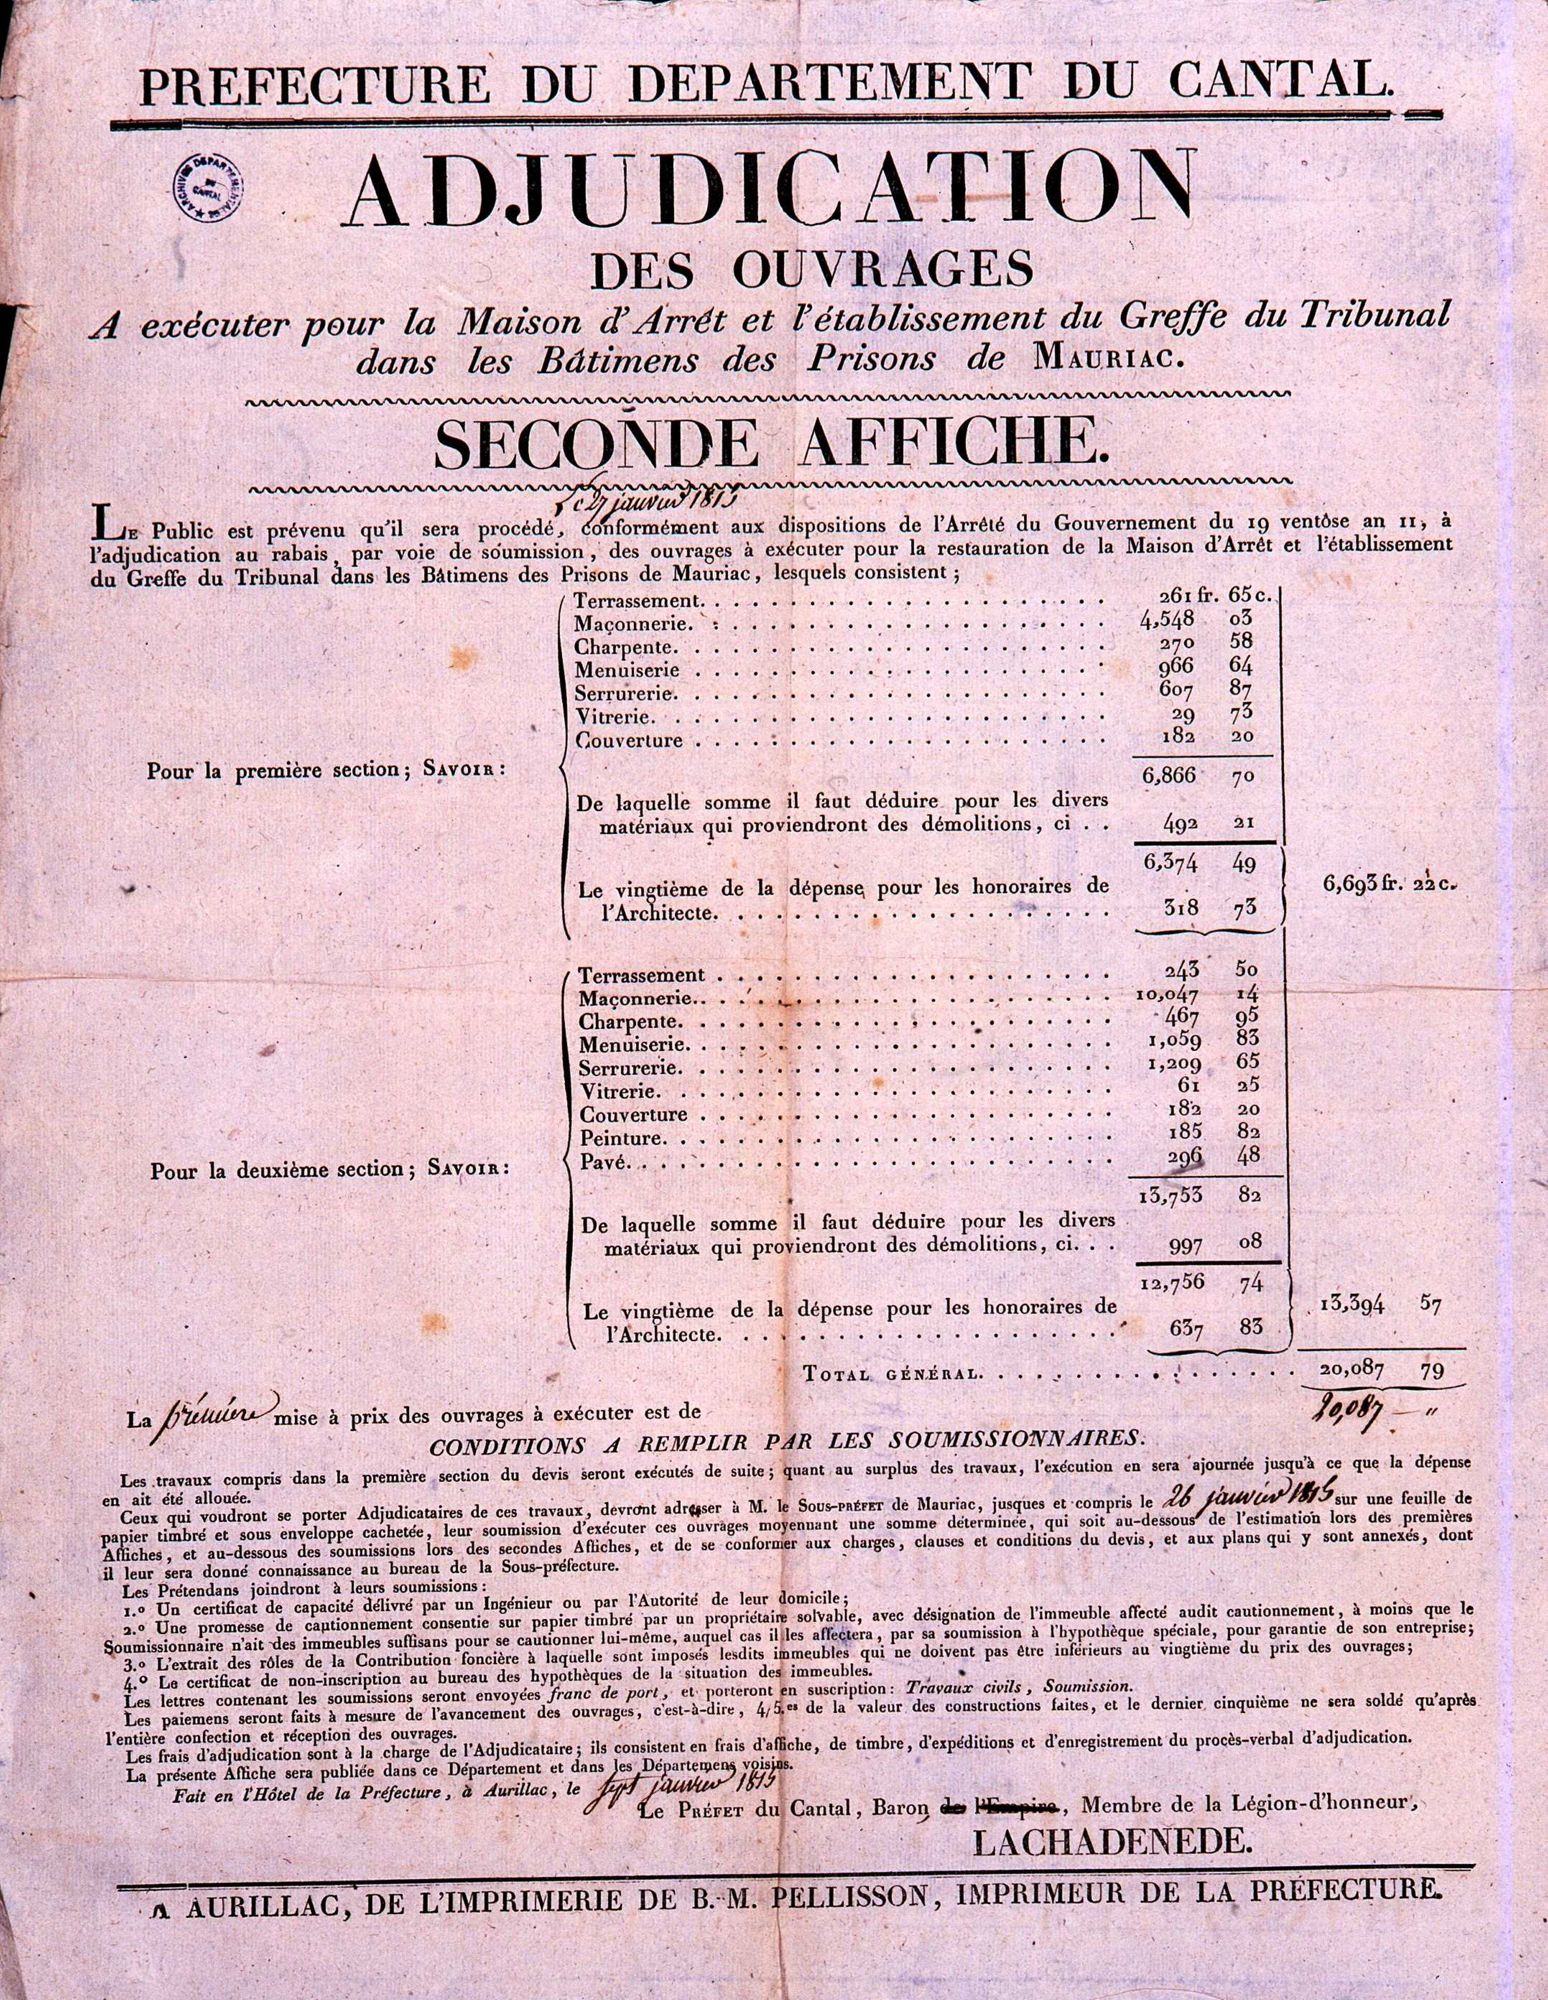 PREFECTURE DU DEPARTEMENT DU CANTAL.
ARCHIVES DEPARTEMENTALES
DU
CANTAL
ADJUDICATION
DES OUVRAGES
A exécuter pour la Maison d'Arrêt et l'établissement du Greffe du Tribunal
dans les Bâtimens des Prisons de MAURIAC.
SECONDE AFFICHE.
Le 27 janvier 1815
LE Public est prévenu qu'il sera procédé, conformément aux dispositions de l'Arrêté du Gouvernement du 19 ventôse an 11, à
l'adjudication au rabais, par voie de soumission, des ouvrages à exécuter pour la restauration de la Maison d'Arrêt et l'établissement
du Greffe du Tribunal dans les Bâtimens des Prisons de Mauriac, lesquels consistent;
Pour la première section; SAVOIR:
Terrassement. 261 fr. 65 c.
Maçonnerie. 4,548 03
Charpente. 270 58
Menuiserie 966 64
Serrurerie. 607 87
Vitrerie. 29 73
Couverture 182 20
6,866 70
De laquelle somme il faut déduire pour les divers
matériaux qui proviendront des démolitions, ci . . 492 21
6,374 49
Le vingtième de la dépense pour les honoraires de
l'Architecte. 318 73
6,693 fr. 22 c.
Pour la deuxième section; SAVOIR:
Terrassement 243 50
Maçonnerie. 10,047 14
Charpente. 467 95
Menuiserie. 1,059 83
Serrurerie. 1,209 65
Vitrerie. 61 25
Couverture 182 20
Peinture. 185 82
Pavé. 296 48
13,753 82
De laquelle somme il faut déduire pour les divers
matériaux qui proviendront des démolitions, ci. . . 997 08
12,756 74
Le vingtième de la dépense pour les honoraires de
l'Architecte. 637 83
13,394 57
TOTAL GÉNÉRAL. 20,087 79
La première mise à prix des ouvrages à exécuter est de 20,087 — "
CONDITIONS A REMPLIR PAR LES SOUMISSIONNAIRES.
Les travaux compris dans la première section du devis seront exécutés de suite; quant au surplus des travaux, l'exécution en sera ajournée jusqu'à ce que la dépense
en ait été allouée.
Ceux qui voudront se porter Adjudicataires de ces travaux, devront adresser à M. le SOUS-PRÉFET de Mauriac, jusques et compris le 26 janvier 1815 sur une feuille de
papier timbré et sous enveloppe cachetée, leur soumission d'exécuter ces ouvrages moyennant une somme déterminée, qui soit au-dessous de l'estimation lors des premières
Affiches, et au-dessous des soumissions lors des secondes Affiches, et de se conformer aux charges, clauses et conditions du devis, et aux plans qui y sont annexés, dont
il leur sera donné connaissance au bureau de la Sous-préfecture.
Les Prétendans joindront à leurs soumissions:
1.º Un certificat de capacité délivré par un Ingénieur ou par l'Autorité de leur domicile;
2.º Une promesse de captionnement consentie sur papier timbré par un propriétaire solvable, avec désignation de l'immeuble affecté audit cautionnement, à moins que le
Soumissionnaire n'ait des immeubles suffisans pour se cautionner lui-même, auquel cas il les affectera, par sa soumission à l'hypothèque spéciale, pour garantie de son entreprise;
3.º L'extrait des rôles de la Contribution foncière à laquelle sont imposés lesdits immeubles qui ne doivent pas être inférieurs au vingtième du prix des ouvrages;
4.º Le certificat de non-inscription au bureau des hypothèques de la situation des immeubles.
Les lettres contenant les soumissions seront envoyées franc de port, et porteront en suscription: Travaux civils, Soumission.
Les paiemens seront faits à mesure de l'avancement des ouvrages, c'est-à-dire, 4/5.es de la valeur des constructions faites, et le dernier cinquième ne sera soldé qu'après
l'entière confection et réception des ouvrages.
Les frais d'adjudication sont à la charge de l'Adjudicataire; ils consistent en frais d'affiche, de timbre, d'expéditions et d'enregistrement du procès-verbal d'adjudication.
La présente Affiche sera publiée dans ce Département et dans les Départemens voisins.
Fait en l'Hôtel de la Préfecture, à Aurillac, le sept janvier 1815
Le PRÉFET du Cantal, Baron de l'Empire, Membre de la Légion-d'honneur,
LACHADENEDE.
A AURILLAC, DE L'IMPRIMERIE DE B.-M. PELLISSON, IMPRIMEUR DE LA PRÉFECTURE.